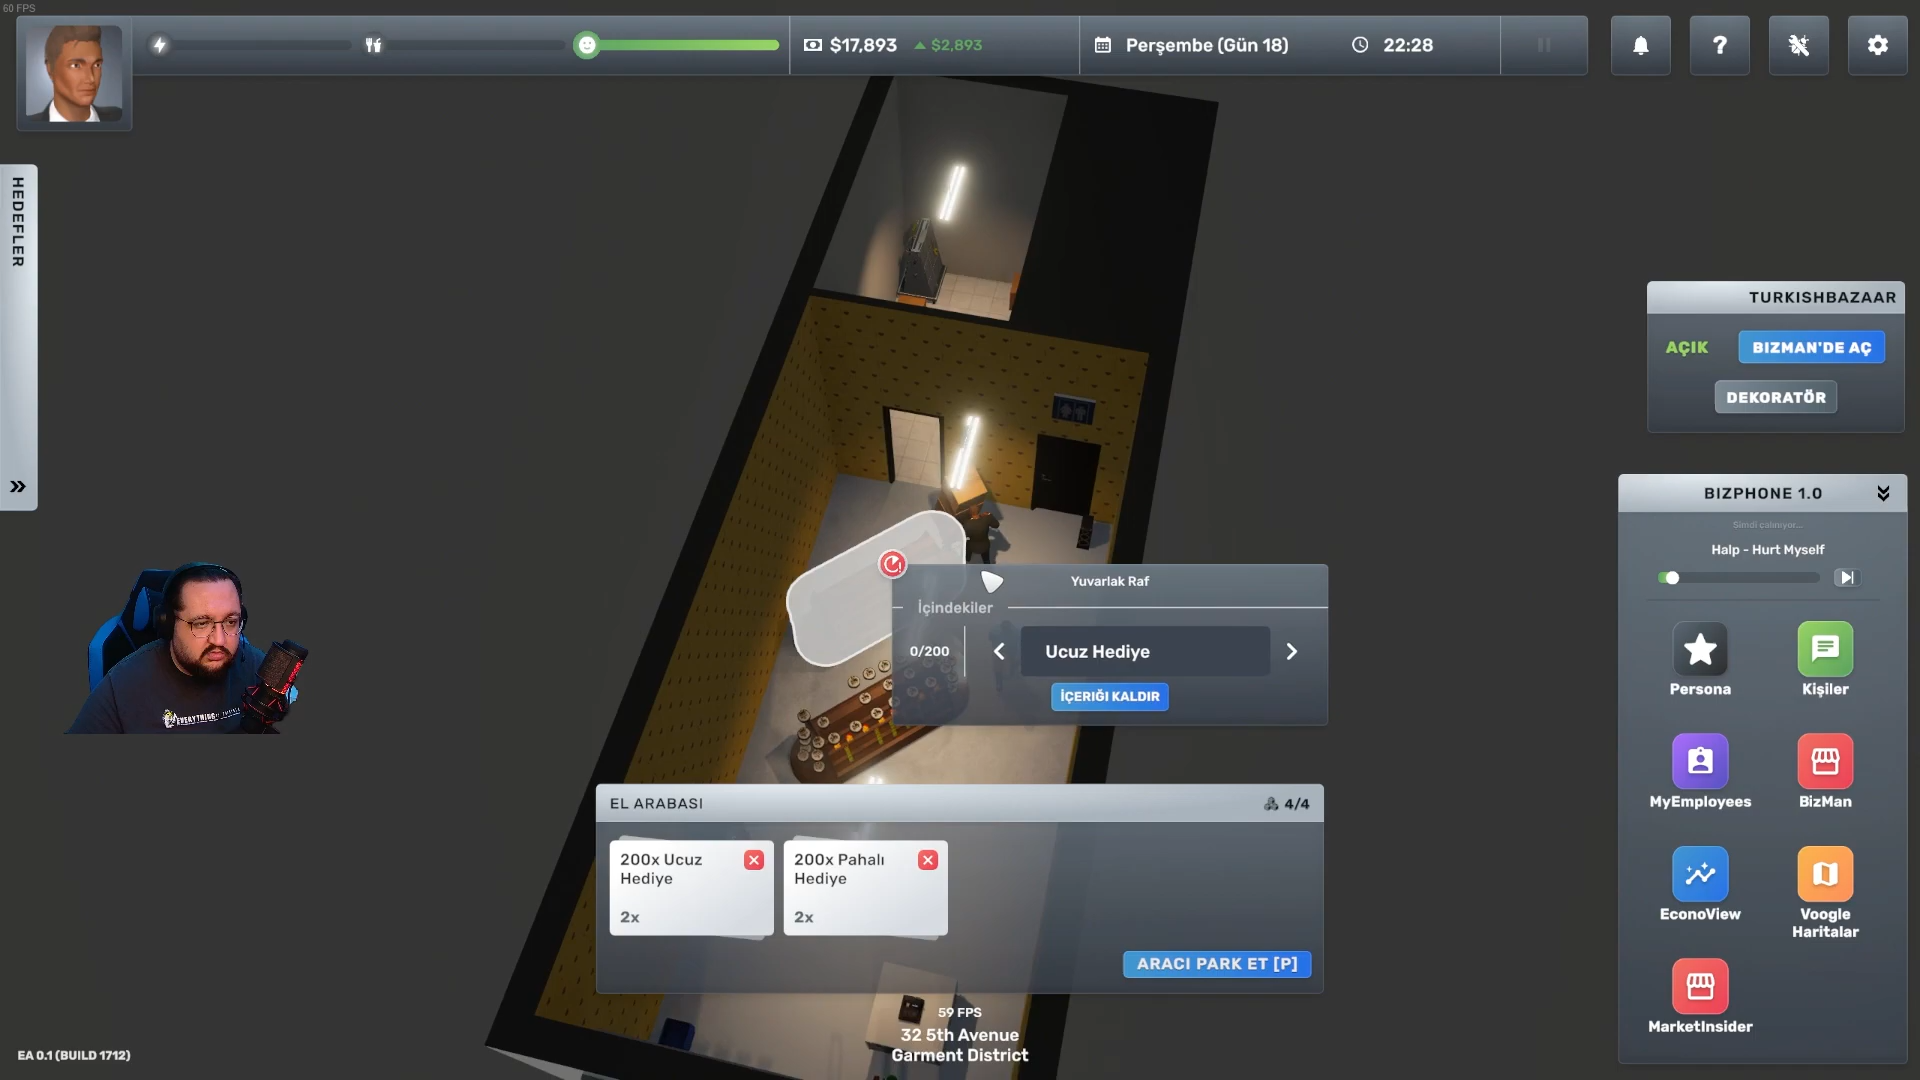 60 FPS
$17,893
$2,893
Perşembe (Gün 18)
22:28
?
HEDEFLER
TURKISHBAZAAR
AÇIK
BIZMAN'DE AÇ
DEKORATÖR
BIZPHONE 1.0
Şimdi çalınıyor...
Halp - Hurt Myself
Persona
Kişiler
MyEmployees
BizMan
EconoView
Voogle
Haritalar
MarketInsider
Yuvarlak Raf
İçindekiler
0/200
Ucuz Hediye
İÇERIĞI KALDIR
EL ARABASI
4/4
200x Ucuz
Hediye
2x
200x Pahalı
Hediye
2x
ARACI PARK ET [P]
59 FPS
32 5th Avenue
Garment District
EA 0.1 (BUILD 1712)